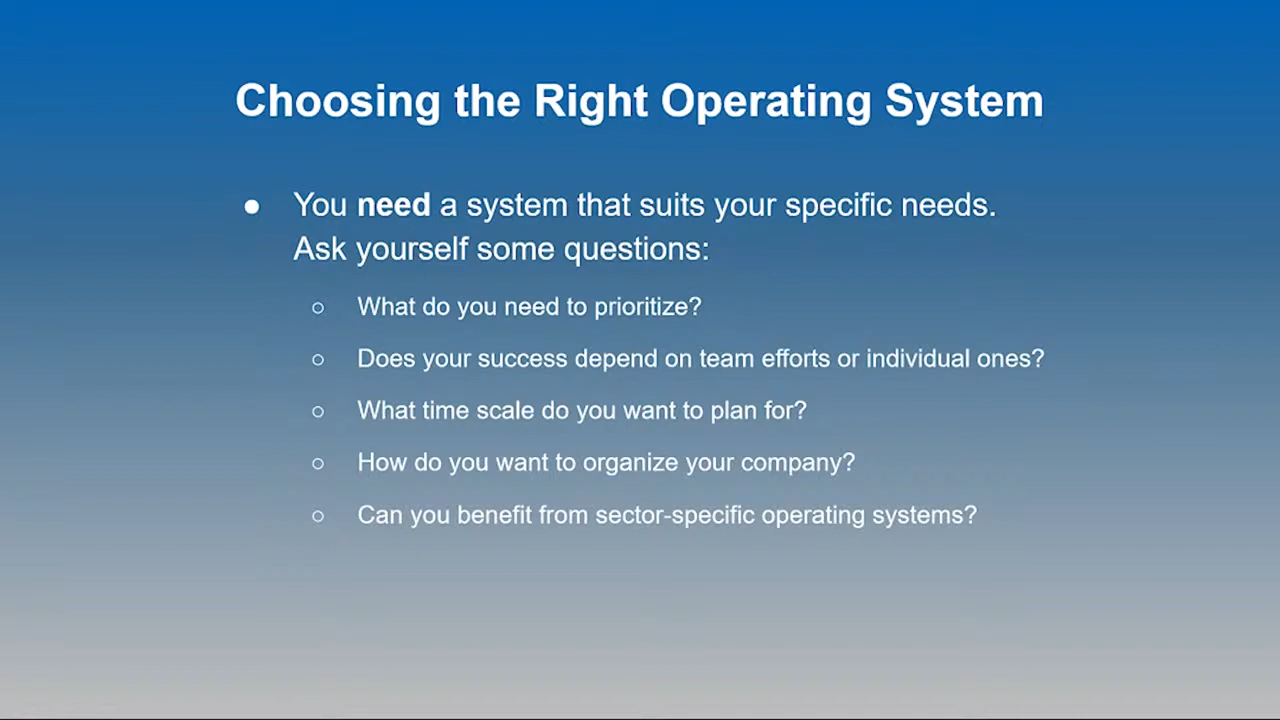 Choosing the Right Operating System
● You need a system that suits your specific needs.
Ask yourself some questions:
○ What do you need to prioritize?
○ Does your success depend on team efforts or individual ones?
○ What time scale do you want to plan for?
○ How do you want to organize your company?
○ Can you benefit from sector-specific operating systems?